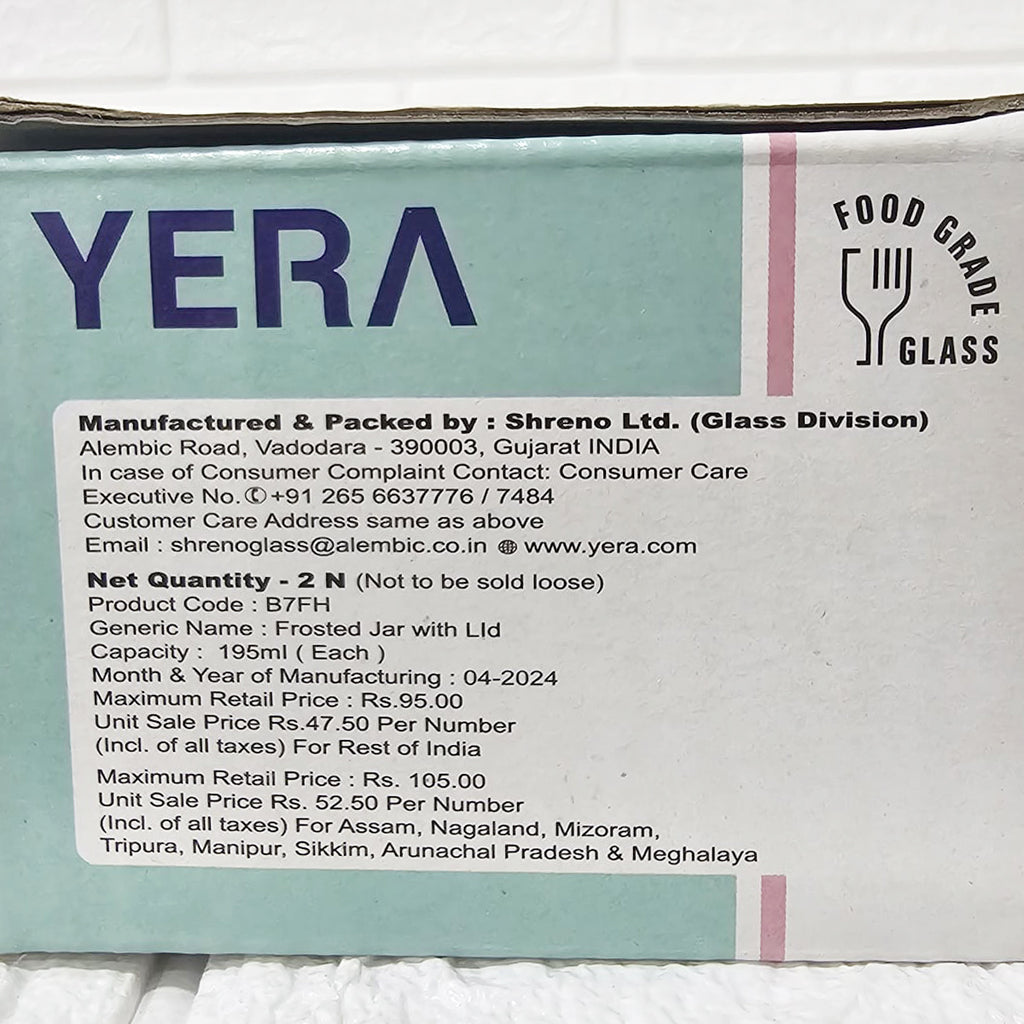 YERA
FOOD GRADE
GLASS
Manufactured & Packed by : Shreno Ltd. (Glass Division)
Alembic Road, Vadodara - 390003, Gujarat INDIA
In case of Consumer Complaint Contact: Consumer Care
Executive No. ✆ +91 265 6637776 / 7484
Customer Care Address same as above
Email : shrenoglass@alembic.co.in 🌐 www.yera.com
Net Quantity - 2 N (Not to be sold loose)
Product Code : B7FH
Generic Name : Frosted Jar with LId
Capacity : 195ml ( Each )
Month & Year of Manufacturing : 04-2024
Maximum Retail Price : Rs.95.00
Unit Sale Price Rs.47.50 Per Number
(Incl. of all taxes) For Rest of India
Maximum Retail Price : Rs. 105.00
Unit Sale Price Rs. 52.50 Per Number
(Incl. of all taxes) For Assam, Nagaland, Mizoram,
Tripura, Manipur, Sikkim, Arunachal Pradesh & Meghalaya